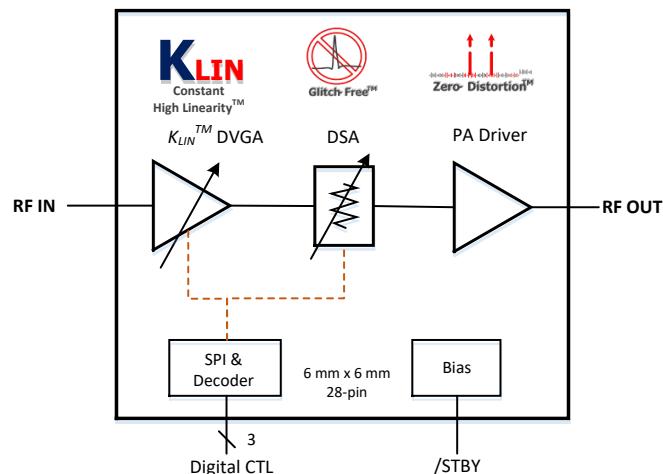 KLIN
Constant
High Linearity™
Glitch-Free™
Zero- Distortion™
KLIN™ DVGA
DSA
PA Driver
RF IN
RF OUT
SPI &
Decoder
6 mm x 6 mm
28-pin
Bias
3
Digital CTL
/STBY